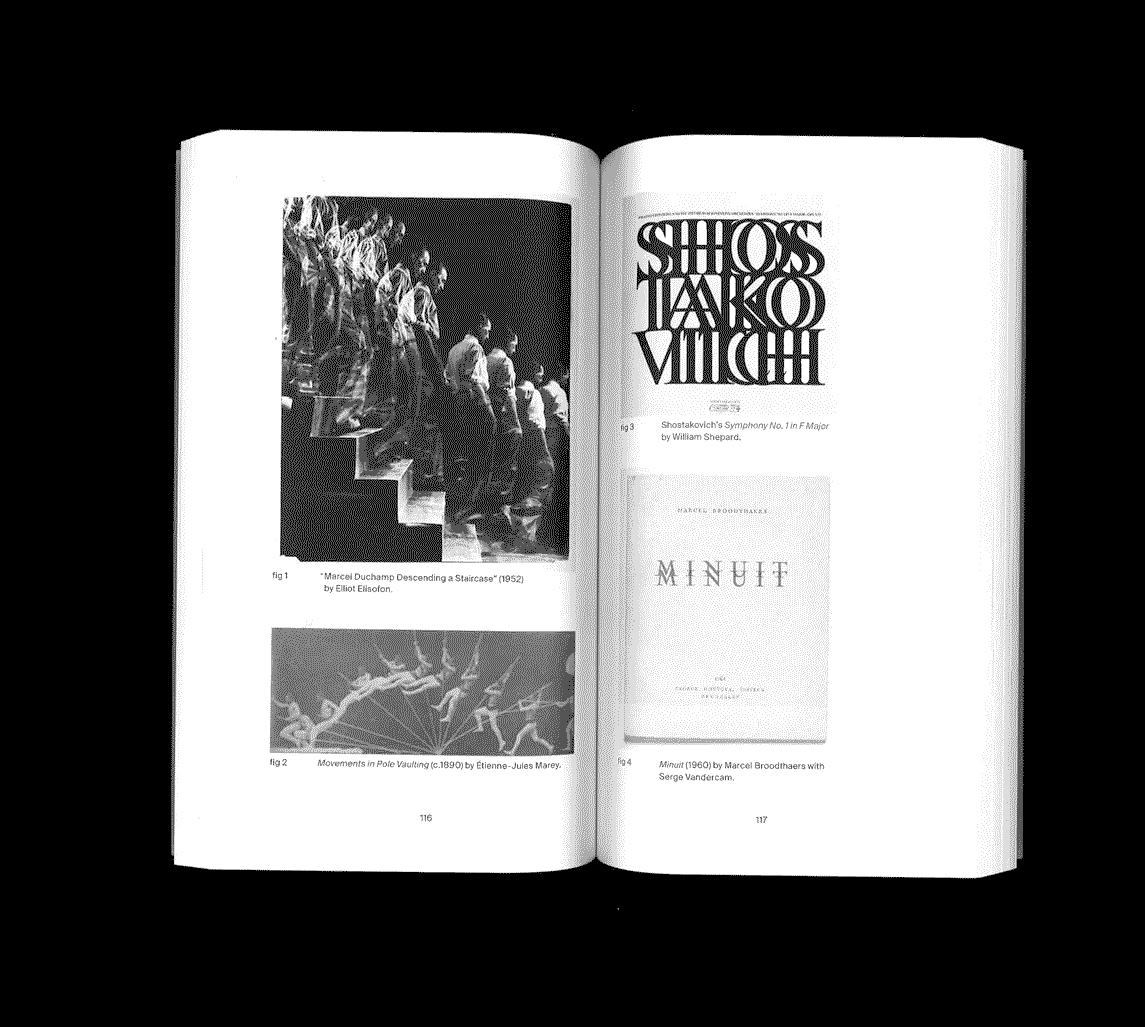 fig 1
"Marcel Duchamp Descending a Staircase" (1952)
by Elliot Elisofon.
fig 2
Movements in Pole Vaulting (c.1890) by Étienne-Jules Marey.
116
SHOS
TAKO
VITCH
fig 3
Shostakovich's Symphony No. 1 in F Major
by William Shepard.
MARCEL BROODTHAERS
MINUIT
BRUXELLES
fig 4
Minuit (1960) by Marcel Broodthaers with
Serge Vandercam.
117